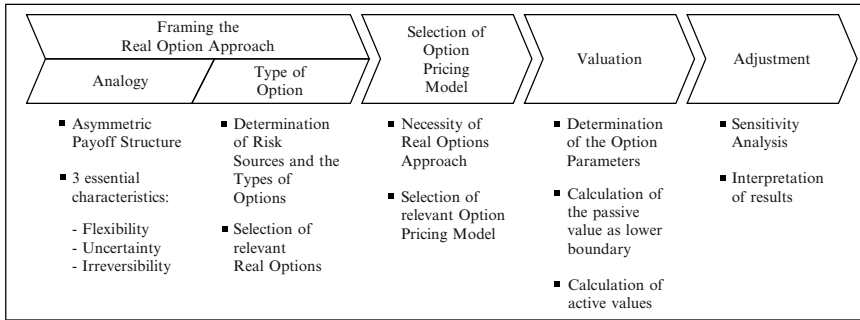 Framing the
Real Option Approach
Analogy
Type of
Option
Selection of
Option
Pricing
Model
Valuation
Adjustment
▪ Asymmetric
Payoff Structure
▪ 3 essential
characteristics:
- Flexibility
- Uncertainty
- Irreversibility
▪ Determination
of Risk
Sources and the
Types of
Options
▪ Selection of
relevant
Real Options
▪ Necessity of
Real Options
Approach
▪ Selection of
relevant Option
Pricing Model
▪ Determination
of the Option
Parameters
▪ Calculation of
the passive
value as lower
boundary
▪ Calculation of
active values
▪ Sensitivity
Analysis
▪ Interpretation
of results